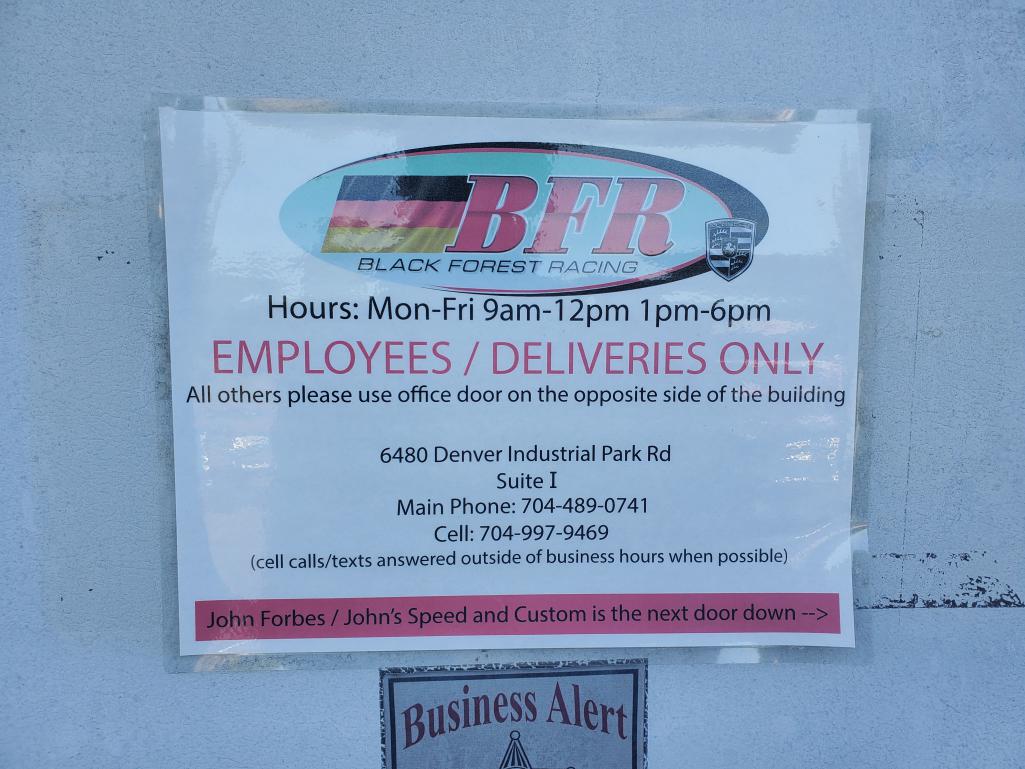 BFR
BLACK FOREST RACING
Hours: Mon-Fri 9am-12pm 1pm-6pm
EMPLOYEES / DELIVERIES ONLY
All others please use office door on the opposite side of the building
6480 Denver Industrial Park Rd
Suite I
Main Phone: 704-489-0741
Cell: 704-997-9469
(cell calls/texts answered outside of business hours when possible)
John Forbes / John's Speed and Custom is the next door down -->
Business Alert